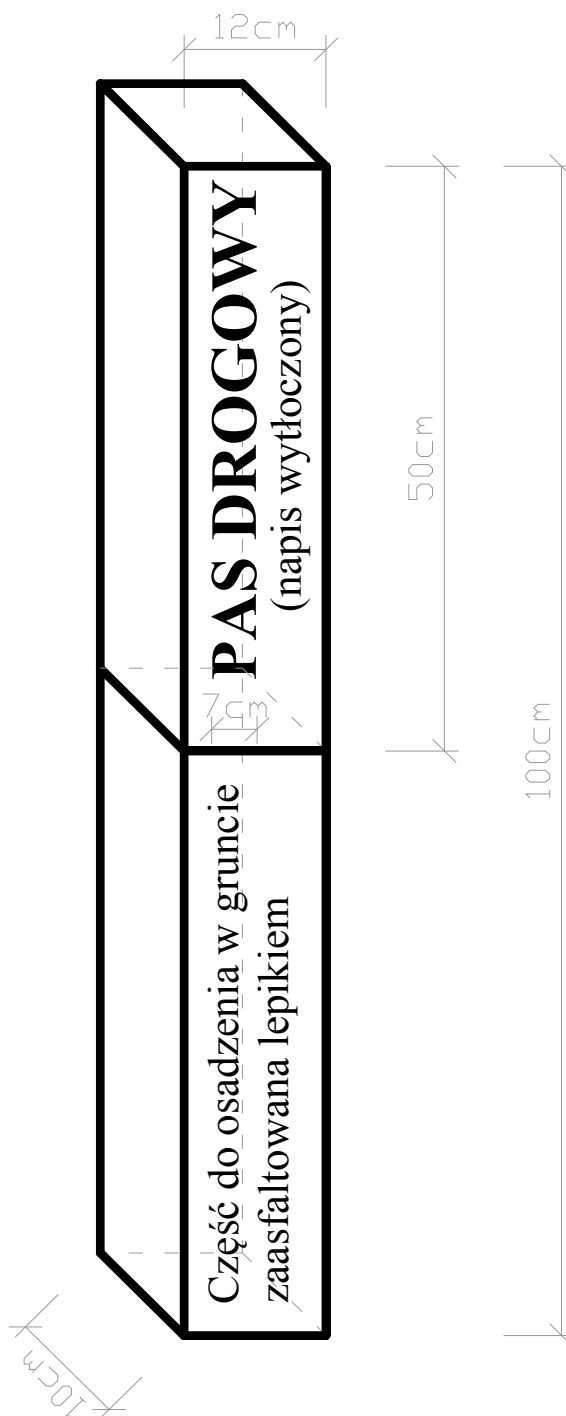 12cm
PAS DROGOWY
(napis wytłoczony)
50cm
100cm
7cm
Część do osadzenia w gruncie
zaasfaltowana lepikiem
10cm